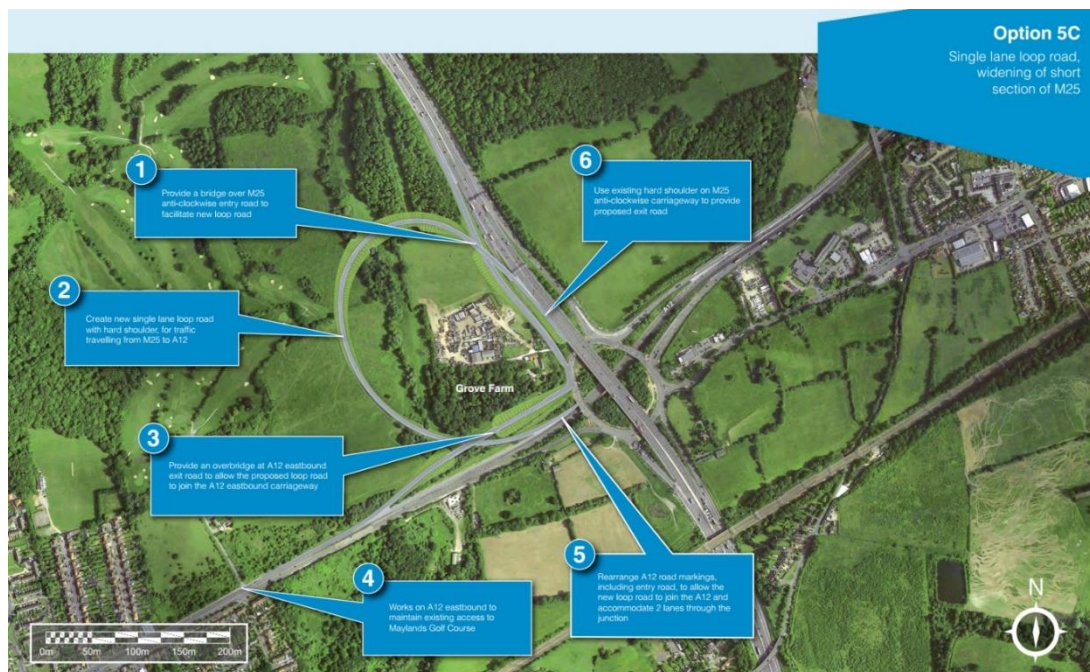 Option 5C
Single lane loop road,
widening of short
section of M25
1
Provide a bridge over M25
anti-clockwise entry road to
facilitate new loop road
6
Use existing hard shoulder on M25
anti-clockwise carriageway to provide
proposed exit road
2
Create new single lane loop road
with hard shoulder, for traffic
travelling from M25 to A12
A12
Grove Farm
3
Provide an overbridge at A12 eastbound
exit road to allow the proposed loop road
to join the A12 eastbound carriageway
4
Works on A12 eastbound to
maintain existing access to
Maylands Golf Course
5
Rearrange A12 road markings,
including entry road, to allow the
new loop road to join the A12 and
accommodate 2 lanes through the
junction
N
0m 50m 100m 150m 200m